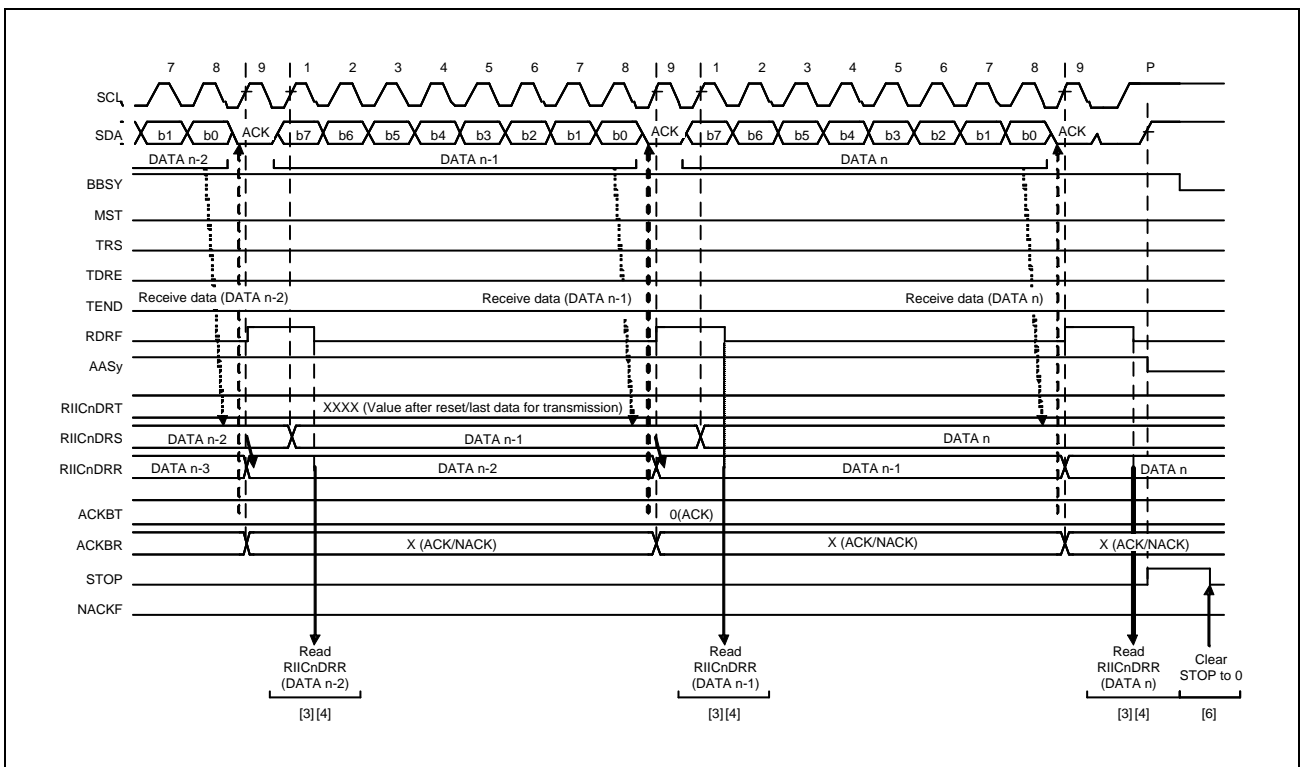 7 8 9 1 2 3 4 5 6 7 8 9 1 2 3 4 5 6 7 8 9 P
SCL
SDA b1 b0 ACK b7 b6 b5 b4 b3 b2 b1 b0 ACK b7 b6 b5 b4 b3 b2 b1 b0 ACK
DATA n-2 DATA n-1 DATA n
BBSY
MST
TRS
TDRE
Receive data (DATA n-2) Receive data (DATA n-1) Receive data (DATA n)
TEND
RDRF
AASy
RIICnDRT XXXX (Value after reset/last data for transmission)
RIICnDRS DATA n-2 DATA n-1 DATA n
RIICnDRR DATA n-3 DATA n-2 DATA n-1 DATA n
ACKBT 0(ACK)
ACKBR X (ACK/NACK) X (ACK/NACK) X (ACK/NACK)
STOP
NACKF
Read
RIICnDRR
(DATA n-2)
[3] [4]
Read
RIICnDRR
(DATA n-1)
[3] [4]
Read
RIICnDRR
(DATA n)
[3] [4]
Clear
STOP to 0
[6]